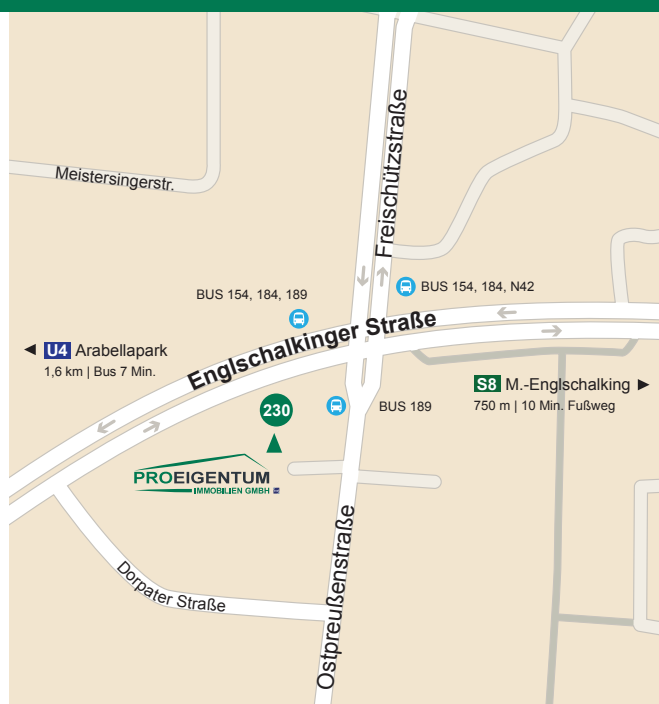 Freischützstraße
Meistersingerstr.
BUS 154, 184, 189
BUS 154, 184, N42
Englschalkinger Straße
◄ U4 Arabellapark
1,6 km | Bus 7 Min.
S8 M.-Englschalking ►
750 m | 10 Min. Fußweg
230
BUS 189
PROEIGENTUM
IMMOBILIEN GMBH
Dorpater Straße
Ostpreußenstraße